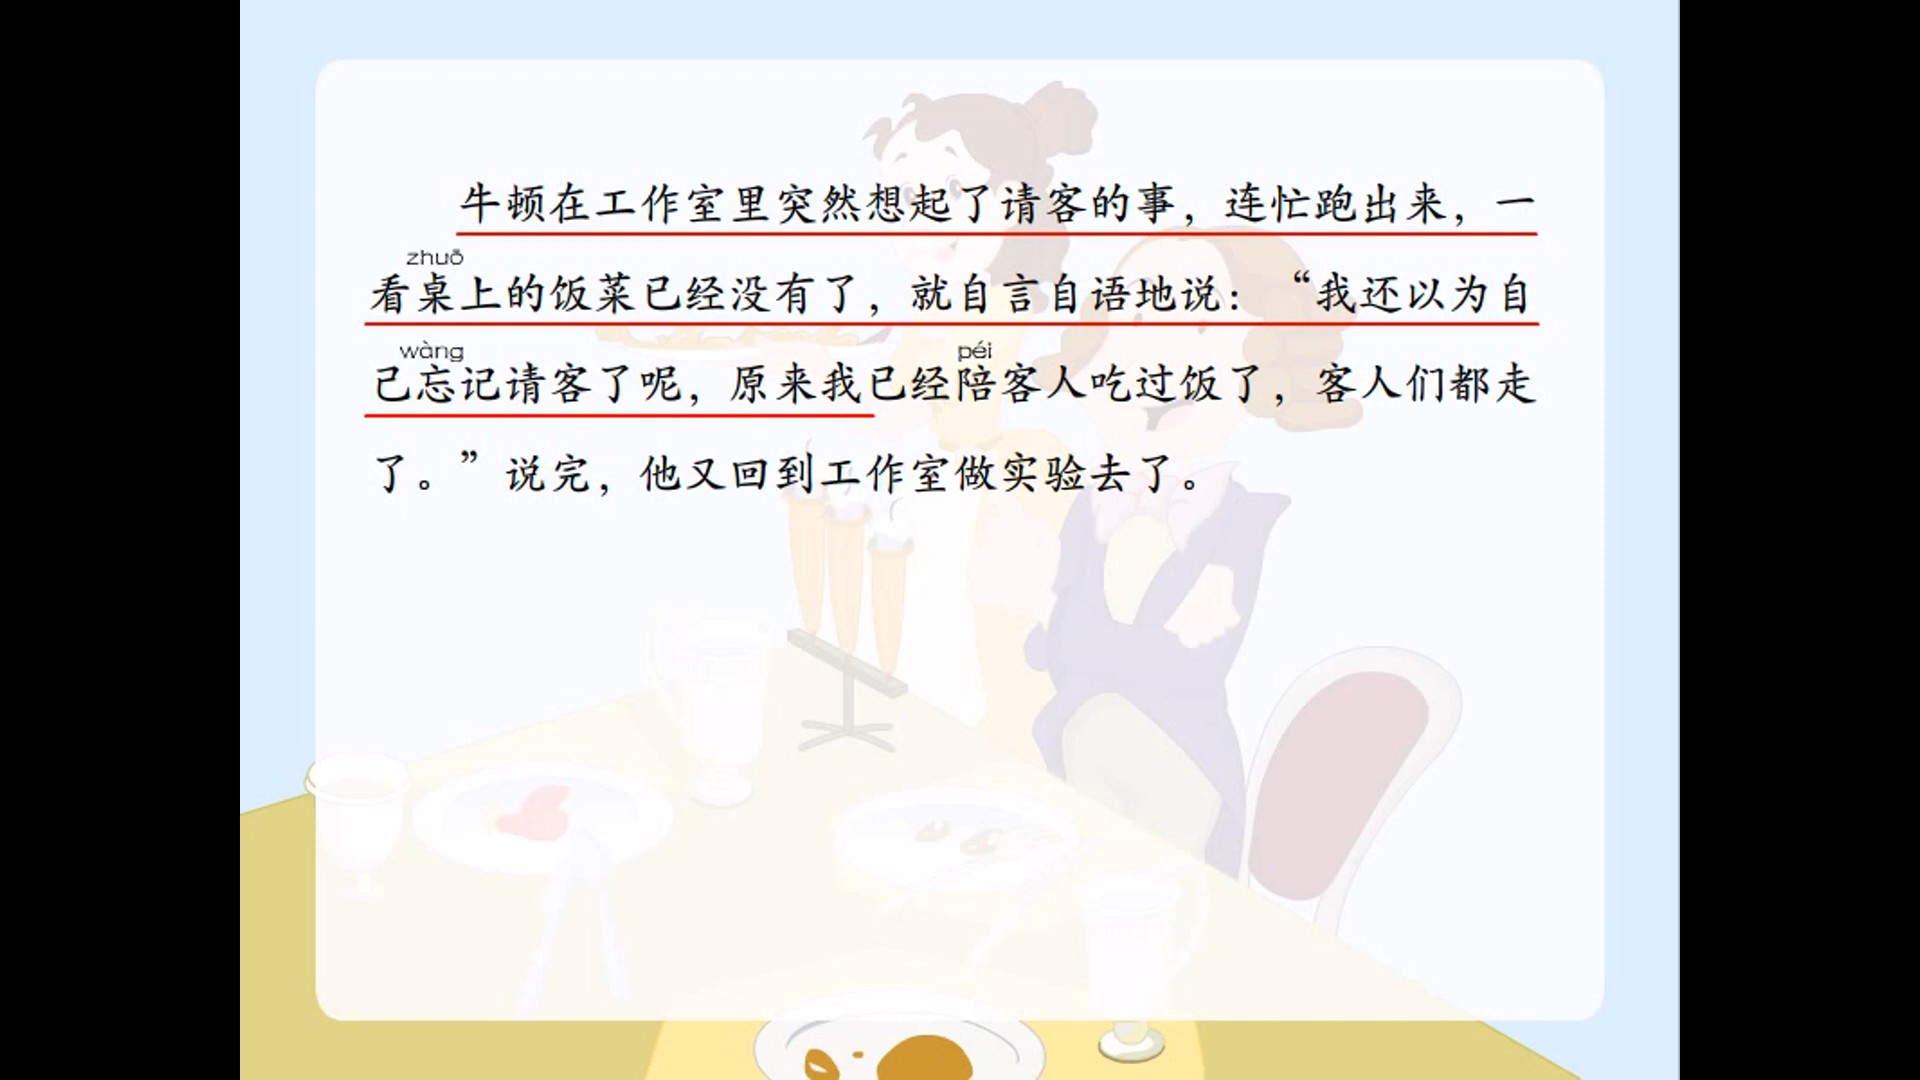 牛顿在工作室里突然想起了请客的事，连忙跑出来，一
zhuō
看桌上的饭菜已经没有了，就自言自语地说：“我还以为自
wàng péi
己忘记请客了呢，原来我已经陪客人吃过饭了，客人们都走
了。”说完，他又回到工作室做实验去了。